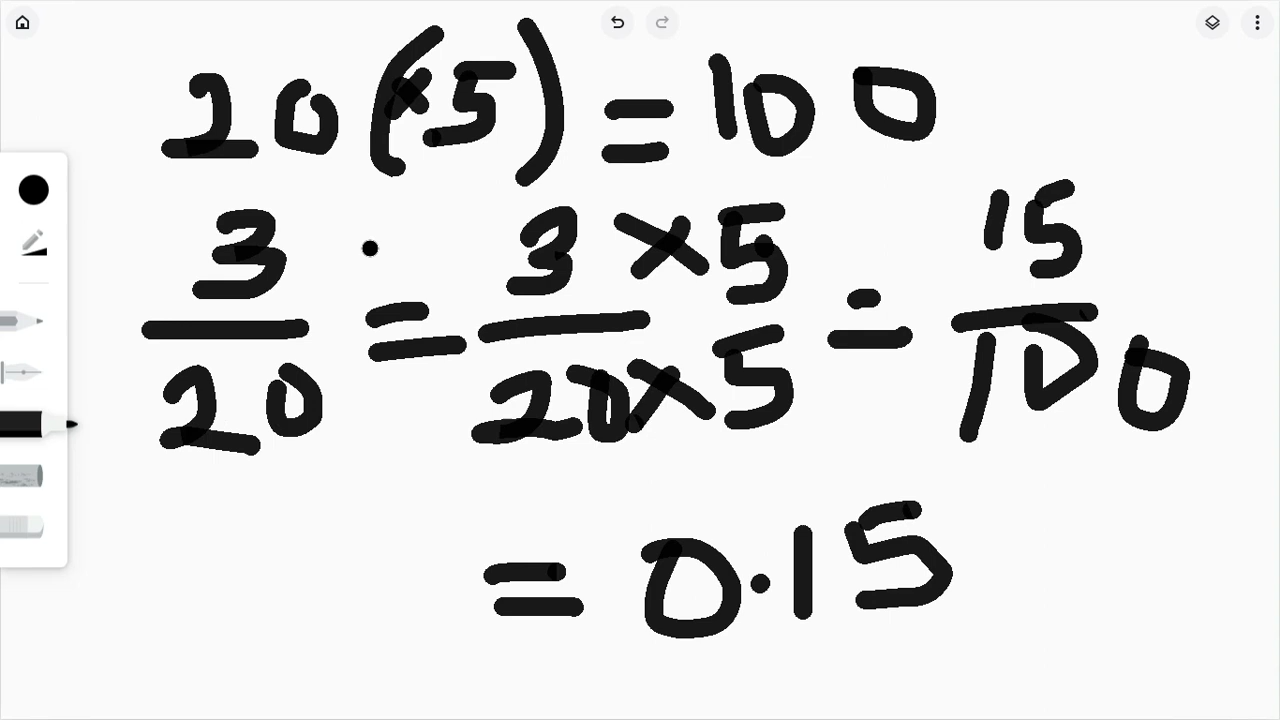 20(×5)=100
3/20 = 3×5/20×5 = 15/100
= 0.15